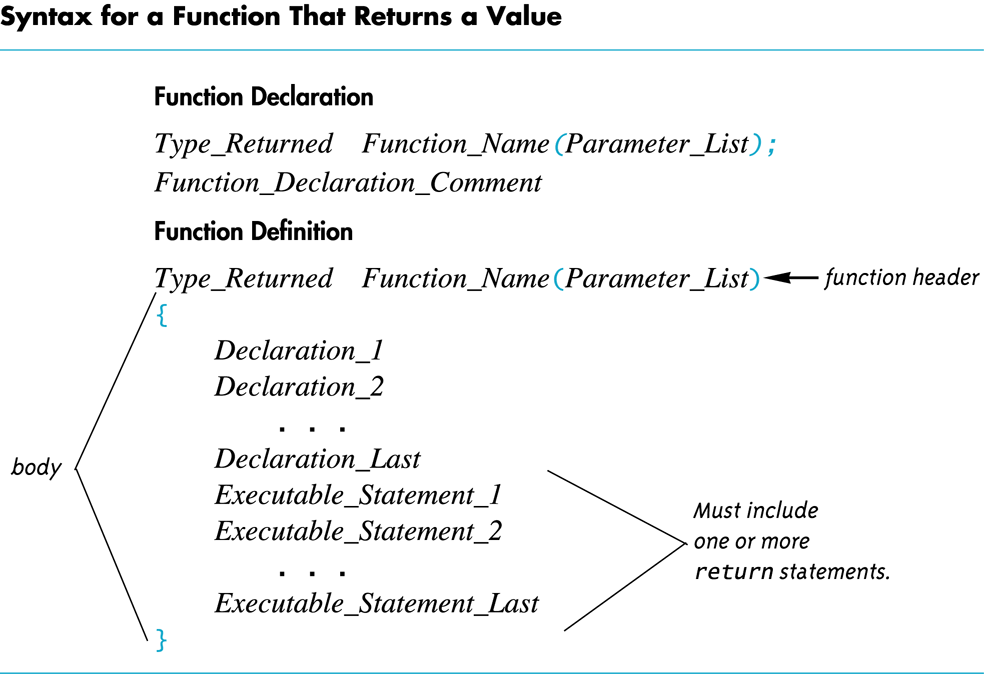 Syntax for a Function That Returns a Value
Function Declaration
Type_Returned Function_Name(Parameter_List);
Function_Declaration_Comment
Function Definition
Type_Returned Function_Name(Parameter_List) function header
{
Declaration_1
Declaration_2
. . .
Declaration_Last
body
Executable_Statement_1
Executable_Statement_2
. . .
Executable_Statement_Last
}
Must include
one or more
return statements.